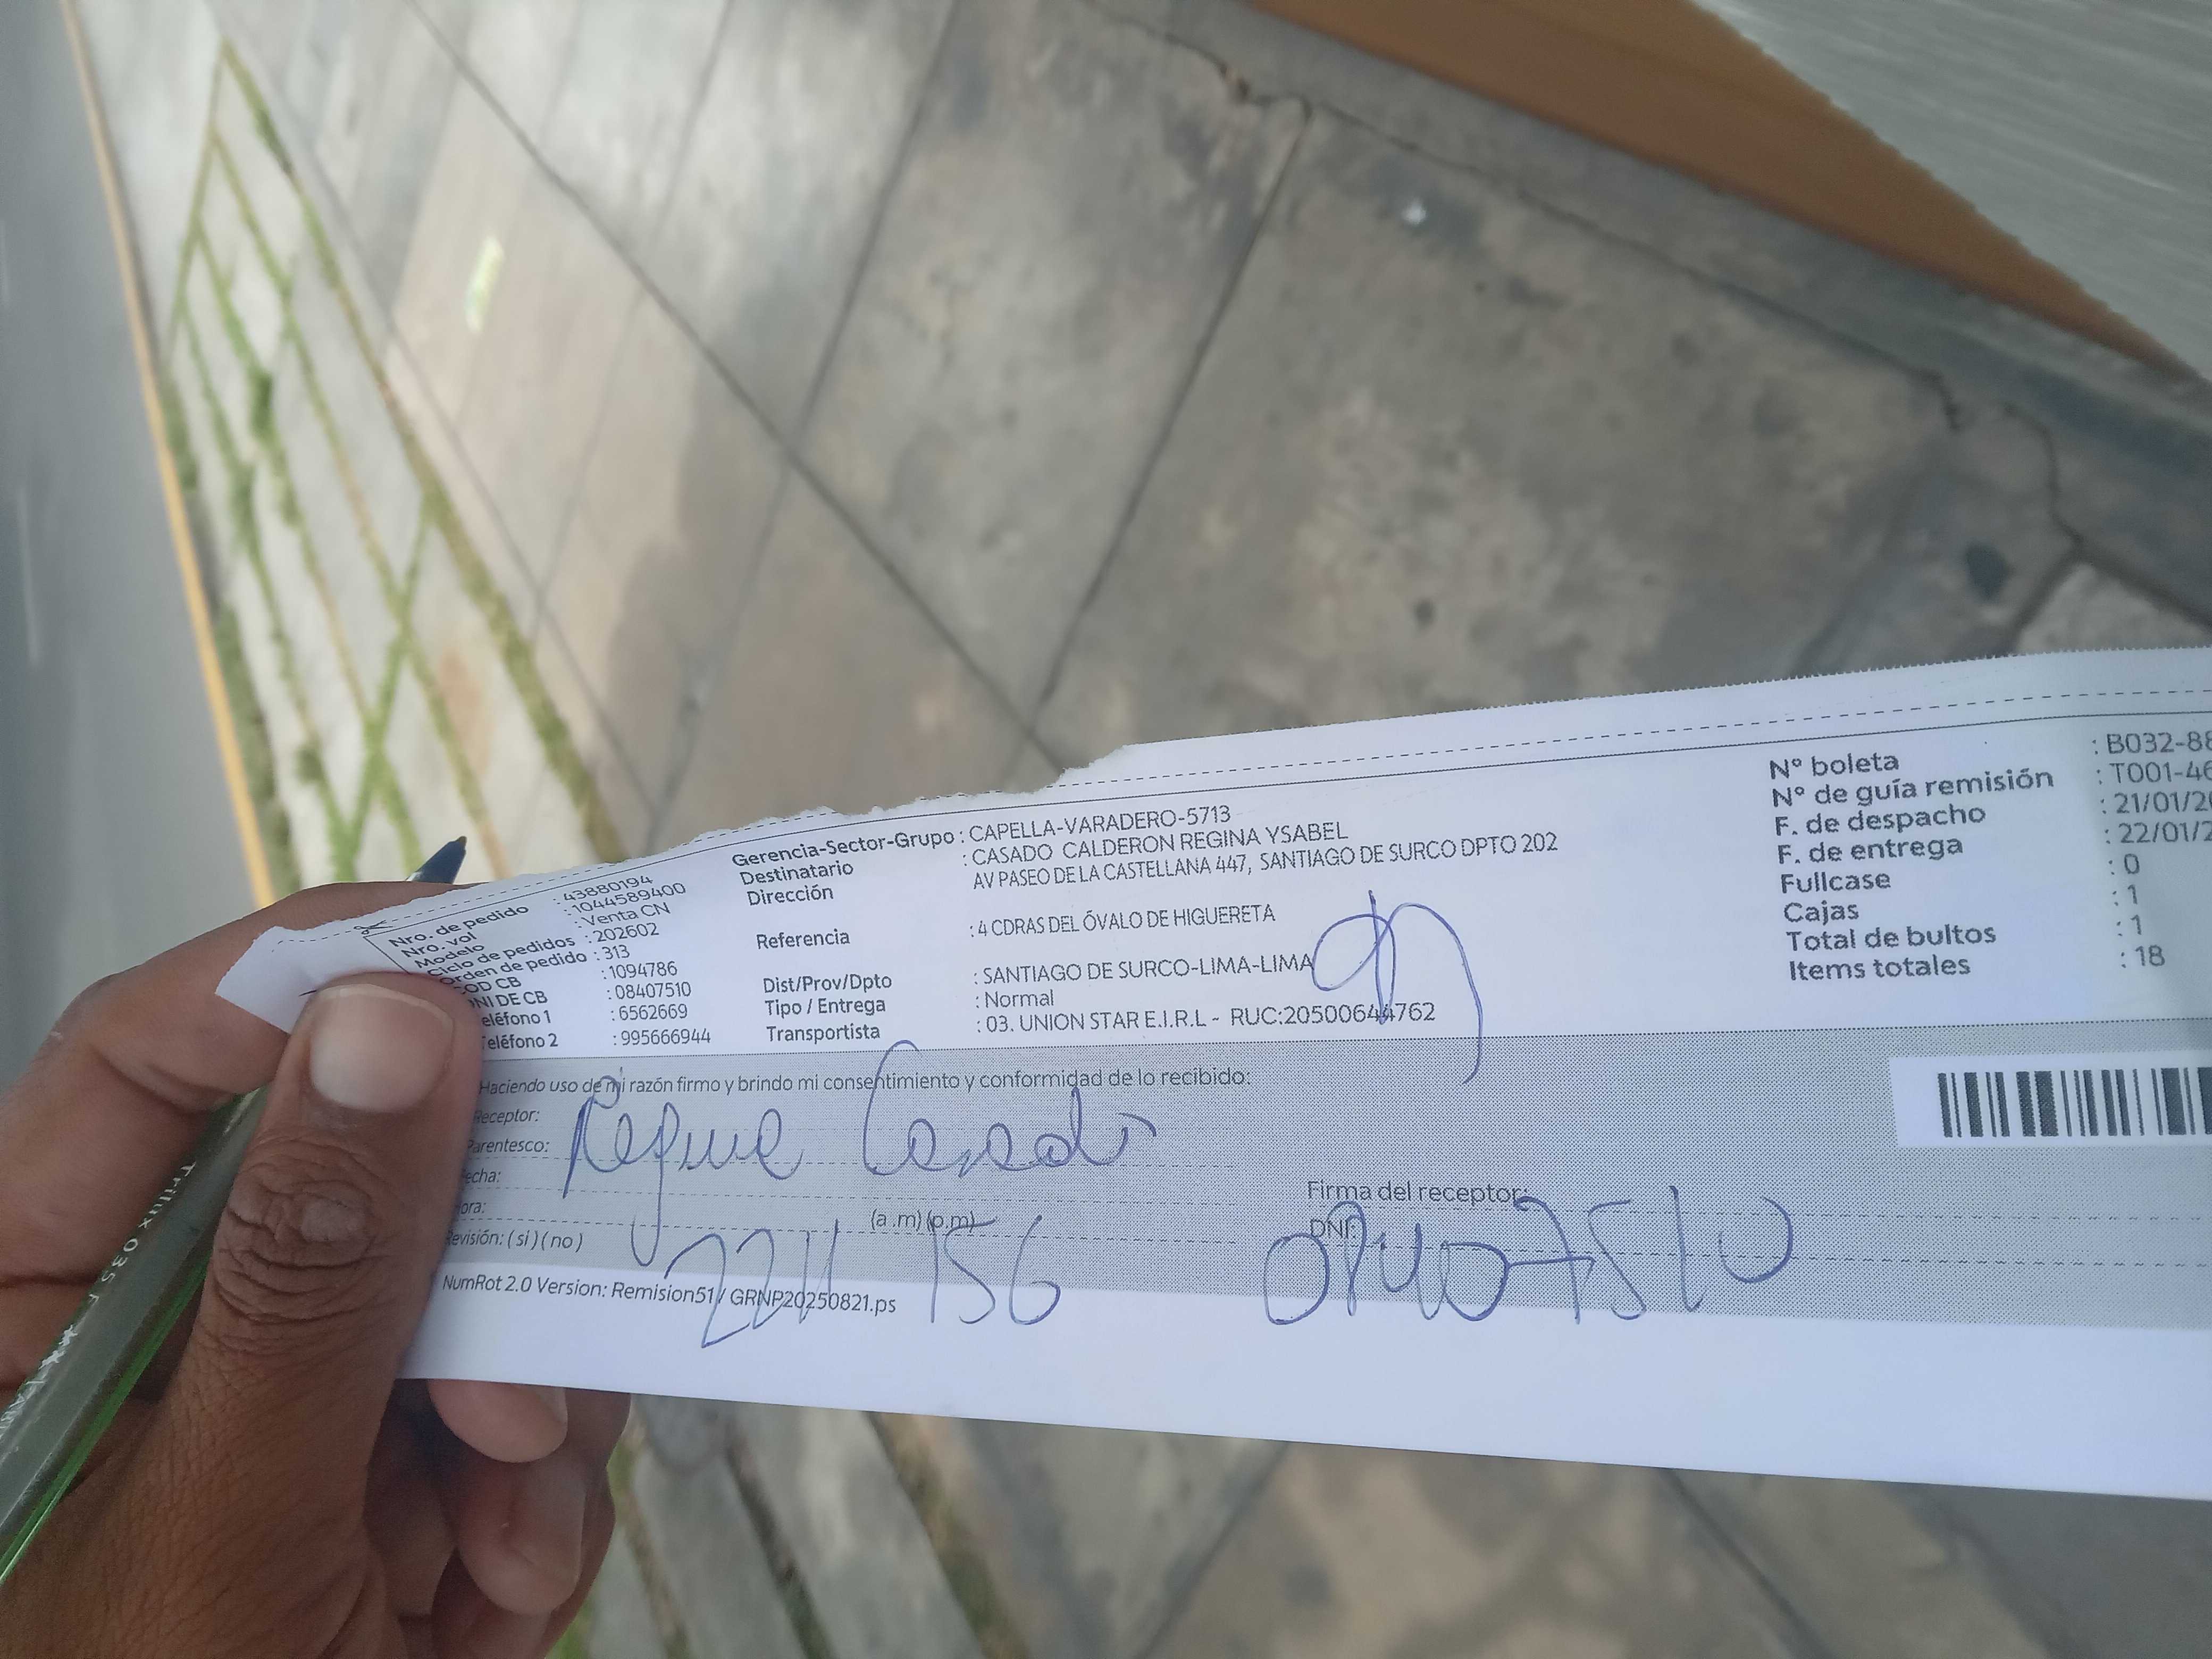 Nro. de pedido : 43880194
Nro. vol : 1044589400
Modelo : Venta CN
Ciclo de pedidos : 202602
Orden de pedido : 313
COD CB : 1094786
DNI DE CB : 08407510
Teléfono 1 : 6562669
Teléfono 2 : 995666944
Gerencia-Sector-Grupo : CAPELLA-VARADERO-5713
Destinatario : CASADO CALDERON REGINA YSABEL
Dirección AV PASEO DE LA CASTELLANA 447, SANTIAGO DE SURCO DPTO 202
Referencia : 4 CDRAS DEL ÓVALO DE HIGUERETA
Dist/Prov/Dpto : SANTIAGO DE SURCO-LIMA-LIMA
Tipo / Entrega : Normal
Transportista : 03. UNION STAR E.I.R.L - RUC:20500644762
N° boleta : B032-88
N° de guía remisión : T001-46
F. de despacho : 21/01/20
F. de entrega : 22/01/2
Fullcase : 0
Cajas : 1
Total de bultos : 1
Items totales : 18
Haciendo uso de mi razón firmo y brindo mi consentimiento y conformidad de lo recibido:
Receptor:
Parentesco: Regina Casado
Fecha:
Hora: (a.m) (p.m)
Revisión: ( si ) ( no )
Firma del receptor:
DNI:
156 08407510
NumRot 2.0 Version: Remision51 / GRNP20250821.ps
Trilux 035